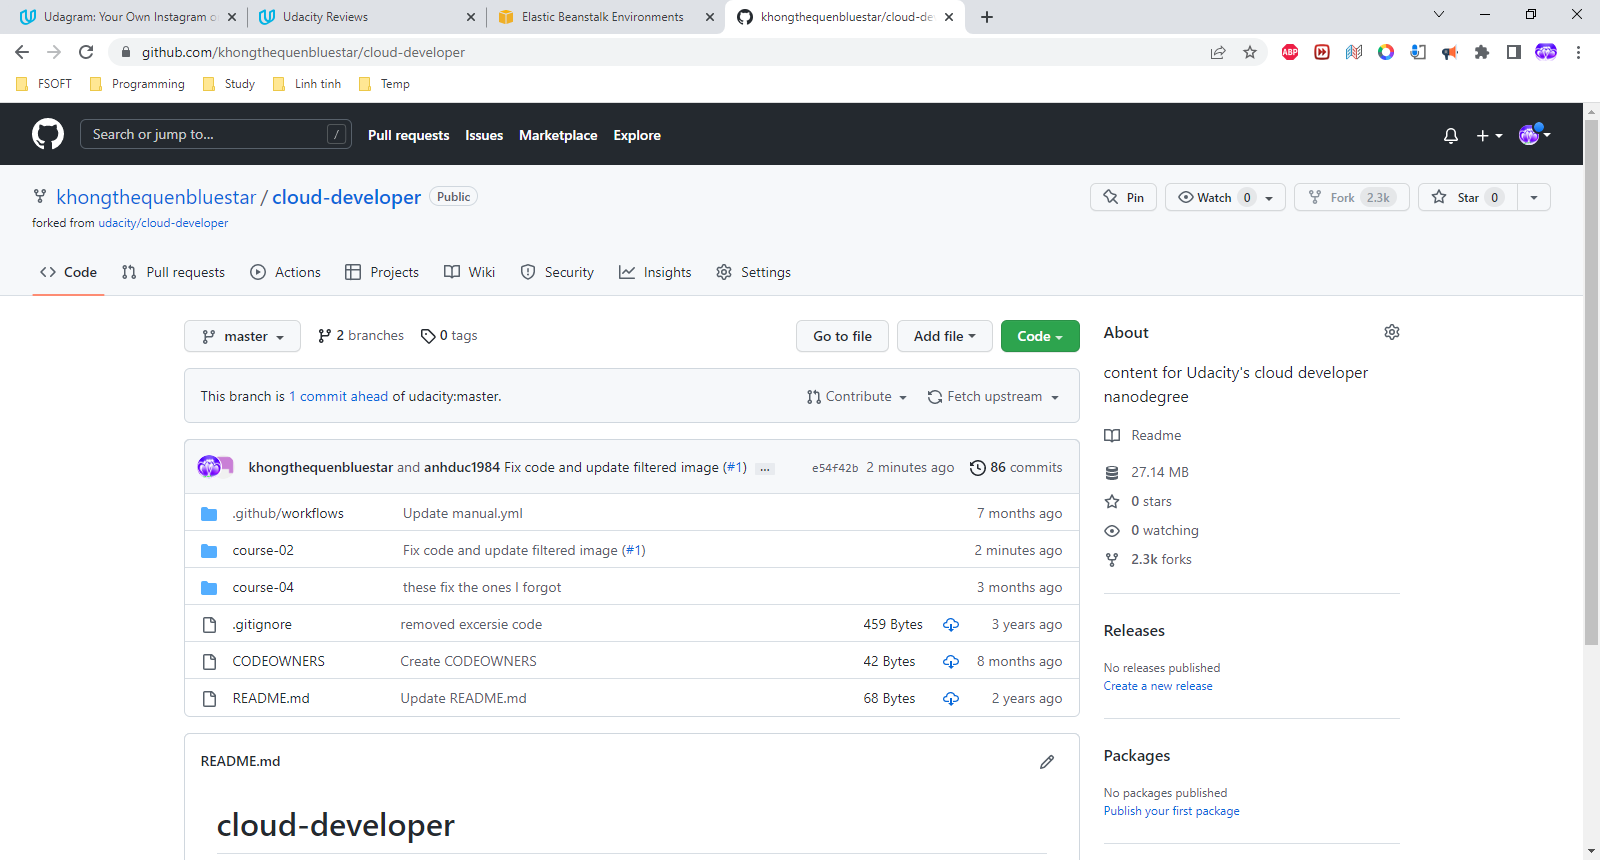 Udagram: Your Own Instagram o
Udacity Reviews
Elastic Beanstalk Environments
khongthequenbluestar/cloud-de
github.com/khongthequenbluestar/cloud-developer
ABP
FSOFT
Programming
Study
Linh tinh
Temp
Search or jump to...
/
Pull requests
Issues
Marketplace
Explore
khongthequenbluestar / cloud-developer
Public
Pin
Watch 0
Fork 2.3k
Star 0
forked from udacity/cloud-developer
Code
Pull requests
Actions
Projects
Wiki
Security
Insights
Settings
master
2 branches
0 tags
Go to file
Add file
Code
This branch is 1 commit ahead of udacity:master.
Contribute
Fetch upstream
khongthequenbluestar and anhduc1984 Fix code and update filtered image (#1) ...
e54f42b 2 minutes ago
86 commits
.github/workflows Update manual.yml 7 months ago
course-02 Fix code and update filtered image (#1) 2 minutes ago
course-04 these fix the ones I forgot 3 months ago
.gitignore removed excersie code 459 Bytes 3 years ago
CODEOWNERS Create CODEOWNERS 42 Bytes 8 months ago
README.md Update README.md 68 Bytes 2 years ago
README.md
cloud-developer
About
content for Udacity's cloud developer
nanodegree
Readme
27.14 MB
0 stars
0 watching
2.3k forks
Releases
No releases published
Create a new release
Packages
No packages published
Publish your first package